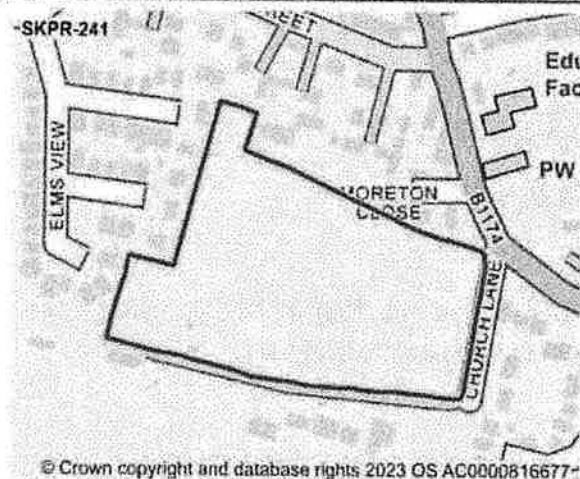 -SKPR-241
REET
Edu
Fac
PW
ELMS VIEW
MORETON
CLOSE
B1174
CHURCH LANE
© Crown copyright and database rights 2023 OS AC0000816677